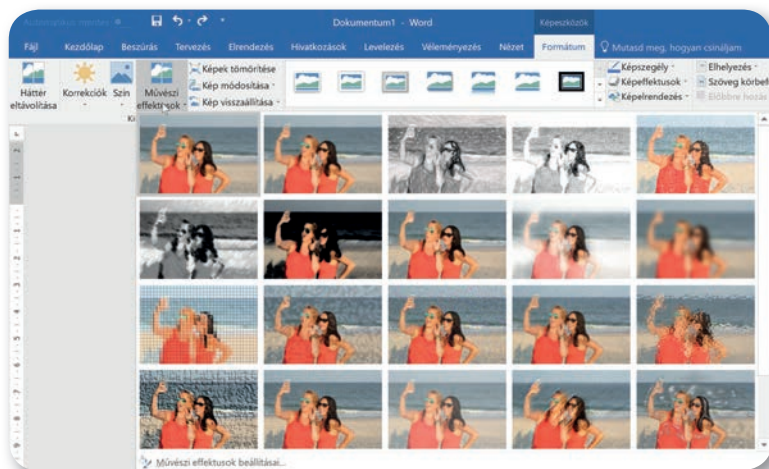 Automatikus mentés
Dokumentum1 - Word
Képeszközök
Fájl Kezdőlap Beszúrás Tervezés Elrendezés Hivatkozások Levelezés Véleményezés Nézet Formátum Mutasd meg, hogyan csináljam
Háttér eltávolítása
Korrekciók
Szín
Művészi effektusok
Képek tömörítése
Kép módosítása
Kép visszaállítása
Képszegély
Képeffektusok
Képelrendezés
Elhelyezés
Szöveg körbef
Előbbre hozás
Művészi effektusok beállításai...